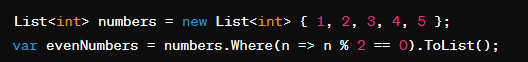 List<int> numbers = new List<int> { 1, 2, 3, 4, 5 };
var evenNumbers = numbers.Where(n => n % 2 == 0).ToList();